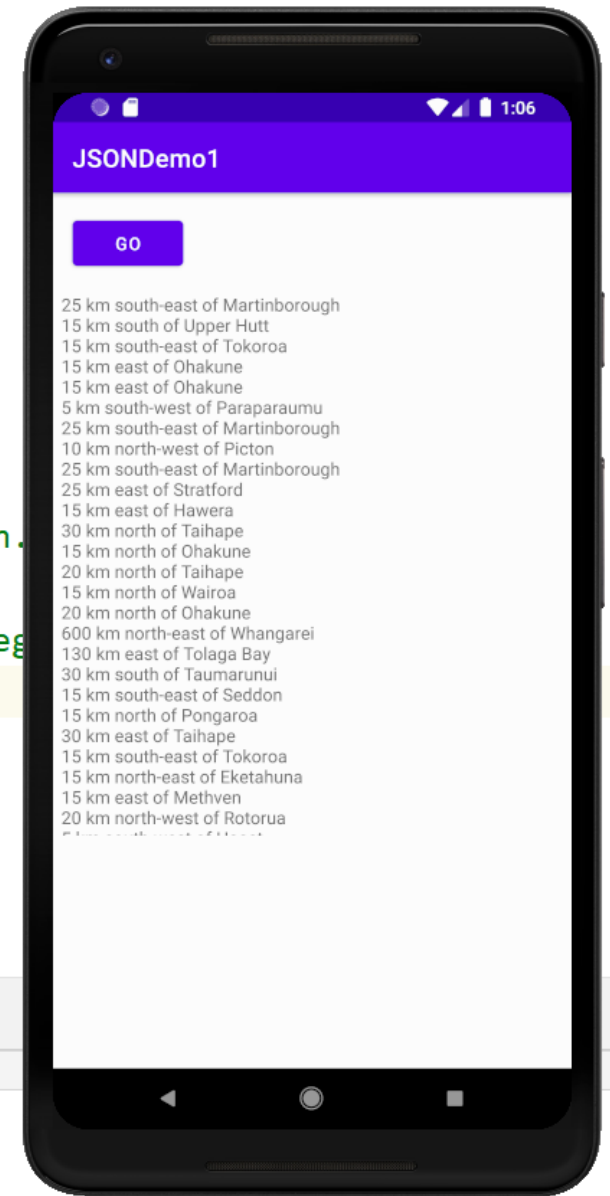 1:06
JSONDemo1
GO
25 km south-east of Martinborough
15 km south of Upper Hutt
15 km south-east of Tokoroa
15 km east of Ohakune
15 km east of Ohakune
5 km south-west of Paraparaumu
25 km south-east of Martinborough
10 km north-west of Picton
25 km south-east of Martinborough
25 km east of Stratford
15 km east of Hawera
30 km north of Taihape
15 km north of Ohakune
20 km north of Taihape
15 km north of Wairoa
20 km north of Ohakune
600 km north-east of Whangarei
130 km east of Tolaga Bay
30 km south of Taumarunui
15 km south-east of Seddon
15 km north of Pongaroa
30 km east of Taihape
15 km south-east of Tokoroa
15 km north-east of Eketahuna
15 km east of Methven
20 km north-west of Rotorua